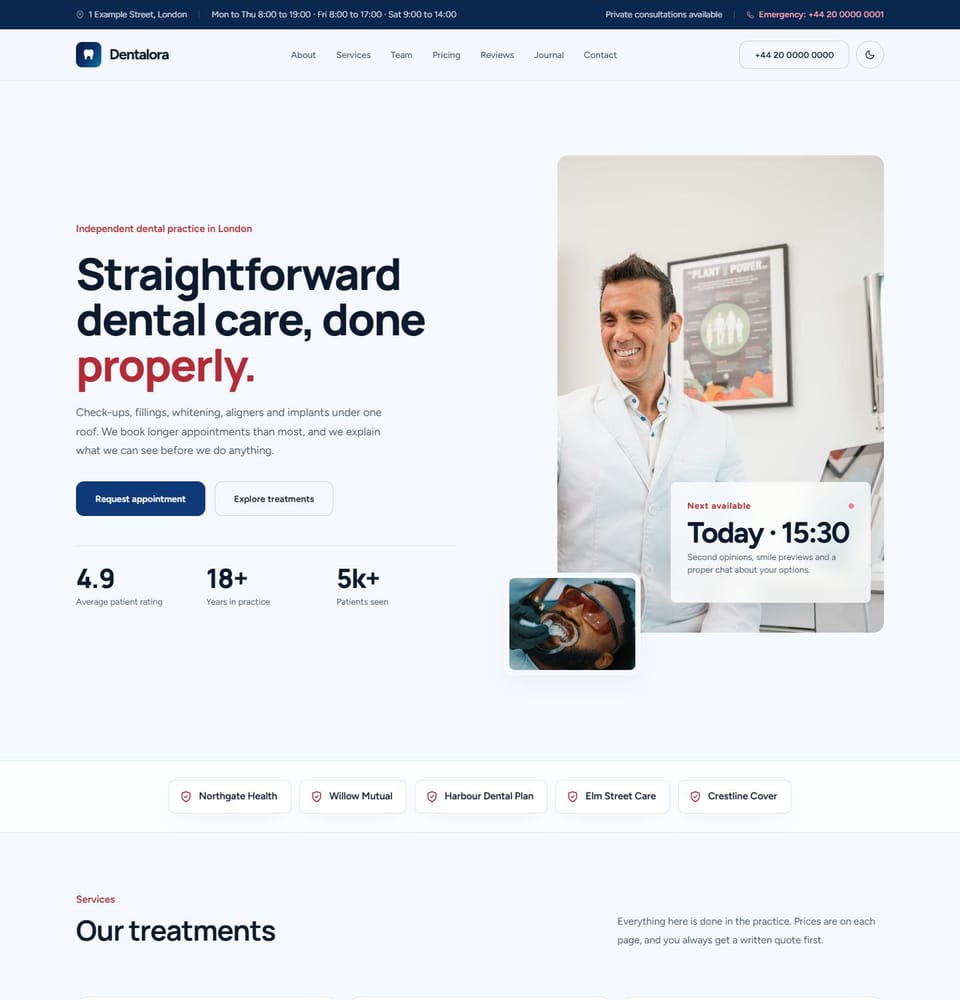 1 Example Street, London
Mon to Thu 8:00 to 19:00 · Fri 8:00 to 17:00 · Sat 9:00 to 14:00
Private consultations available
Emergency: +44 20 0000 0001
Dentalora
About
Services
Team
Pricing
Reviews
Journal
Contact
+44 20 0000 0000
Independent dental practice in London
Straightforward
dental care, done
properly.
Check-ups, fillings, whitening, aligners and implants under one
roof. We book longer appointments than most, and we explain
what we can see before we do anything.
Request appointment
Explore treatments
4.9
Average patient rating
18+
Years in practice
5k+
Patients seen
PLANT POWER
Next available
Today · 15:30
Second opinions, smile previews and a
proper chat about your options.
Northgate Health
Willow Mutual
Harbour Dental Plan
Elm Street Care
Crestline Cover
Services
Our treatments
Everything here is done in the practice. Prices are on each
page, and you always get a written quote first.